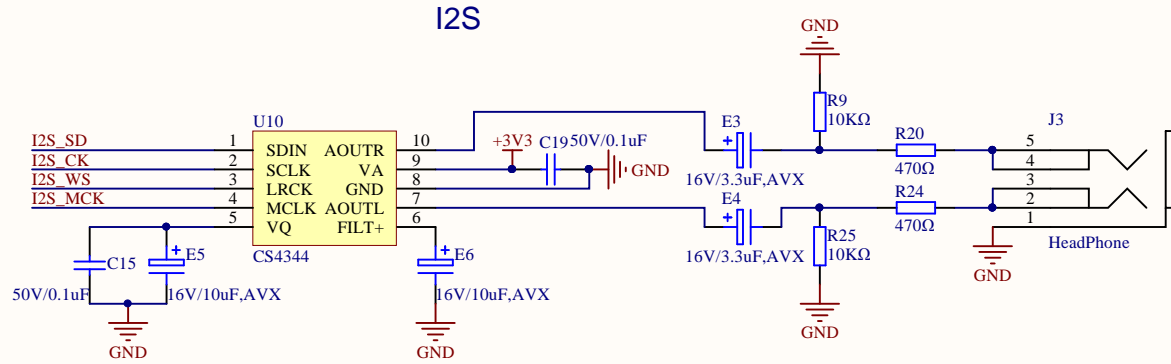 I2S
GND
U10
E3
R9
10KΩ
J3
I2S_SD
1
SDIN
AOUTR
10
+3V3
C19
50V/0.1uF
R20
5
I2S_CK
2
SCLK
VA
9
4
I2S_WS
3
LRCK
GND
8
GND
16V/3.3uF,AVX
470Ω
3
I2S_MCK
4
MCLK
AOUTL
7
E4
R24
2
5
VQ
FILT+
6
470Ω
1
CS4344
R25
10KΩ
HeadPhone
C15
E5
E6
16V/3.3uF,AVX
GND
50V/0.1uF
16V/10uF,AVX
16V/10uF,AVX
GND
GND
GND